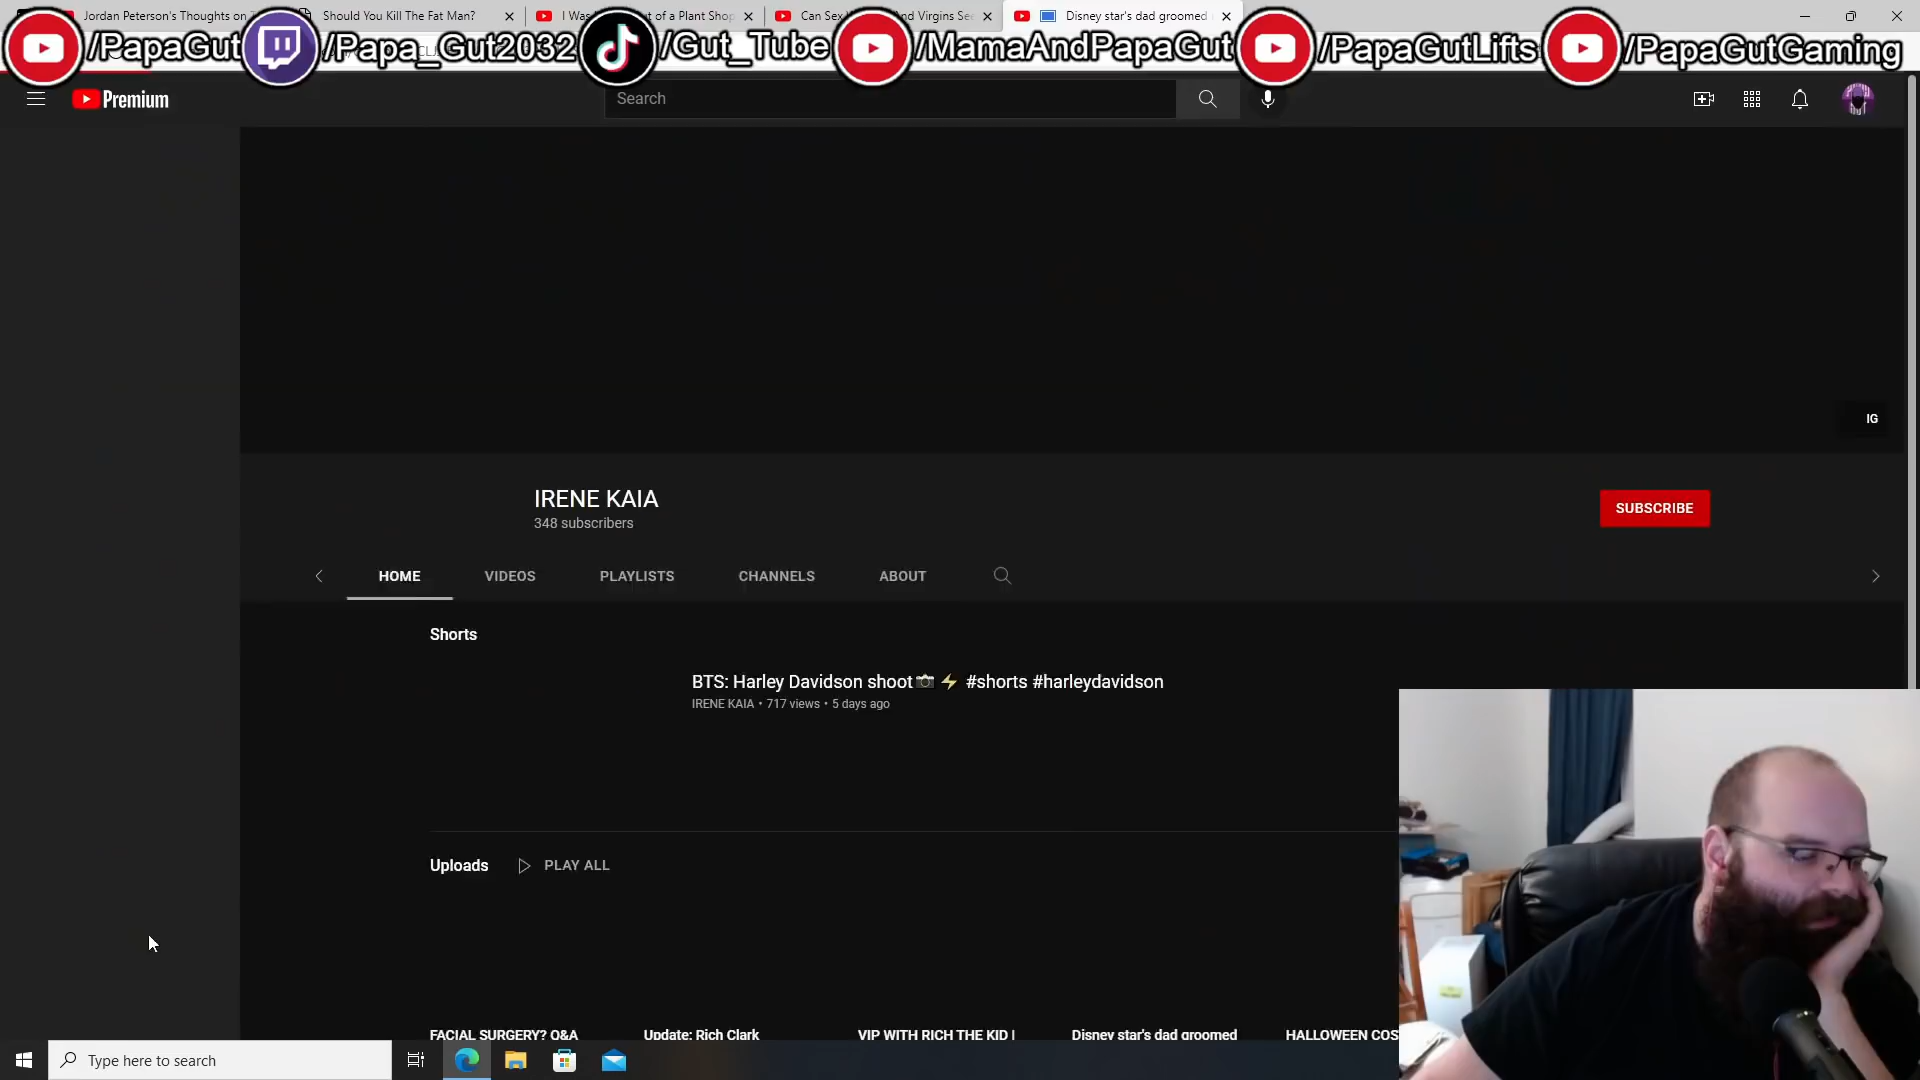 Jordan Peterson's Thoughts on
Should You Kill The Fat Man?
I Was
of a Plant Shop
Can Sex
And Virgins See
Disney star's dad groomed
/PapaGut
/Papa_Gut2032
/Gut_Tube
/MamaAndPapaGut
/PapaGutLifts
/PapaGutGaming
Premium
Search
IG
IRENE KAIA
348 subscribers
SUBSCRIBE
HOME
VIDEOS
PLAYLISTS
CHANNELS
ABOUT
Shorts
BTS: Harley Davidson shoot📷⚡ #shorts #harleydavidson
IRENE KAIA • 717 views • 5 days ago
Uploads
PLAY ALL
FACIAL SURGERY? Q&A
Update: Rich Clark
VIP WITH RICH THE KID |
Disney star's dad groomed
HALLOWEEN COS
Type here to search